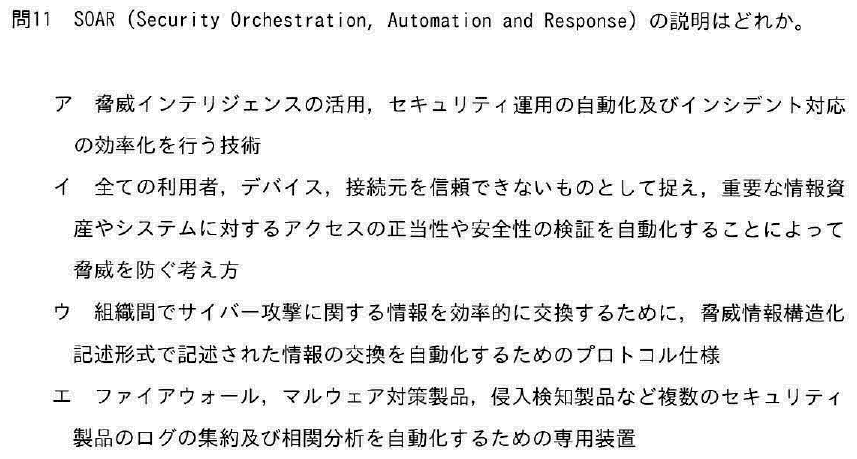 問11　SOAR（Security Orchestration, Automation and Response）の説明はどれか。
ア　脅威インテリジェンスの活用，セキュリティ運用の自動化及びインシデント対応
の効率化を行う技術
イ　全ての利用者，デバイス，接続元を信頼できないものとして捉え，重要な情報資
産やシステムに対するアクセスの正当性や安全性の検証を自動化することによって
脅威を防ぐ考え方
ウ　組織間でサイバー攻撃に関する情報を効率的に交換するために，脅威情報構造化
記述形式で記述された情報の交換を自動化するためのプロトコル仕様
エ　ファイアウォール，マルウェア対策製品，侵入検知製品など複数のセキュリティ
製品のログの集約及び相関分析を自動化するための専用装置